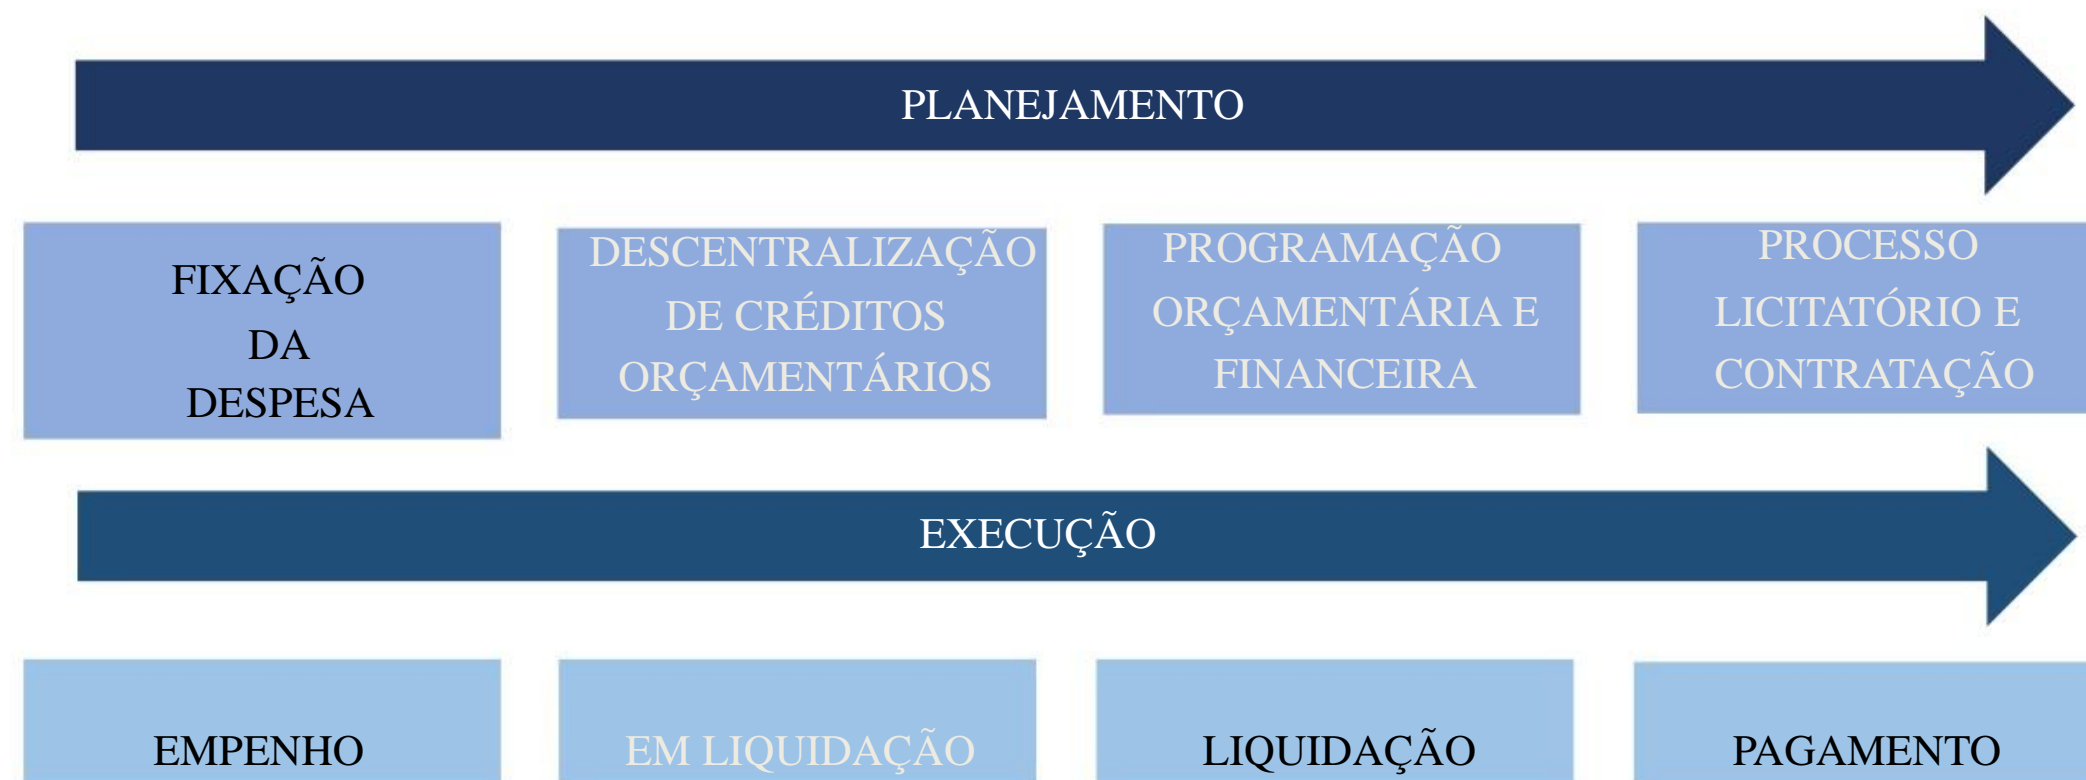 PLANEJAMENTO
FIXAÇÃO
DA
DESPESA
DESCENTRALIZAÇÃO
DE CRÉDITOS
ORÇAMENTÁRIOS
PROGRAMAÇÃO
ORÇAMENTÁRIA E
FINANCEIRA
PROCESSO
LICITATÓRIO E
CONTRATAÇÃO
EXECUÇÃO
EMPENHO
EM LIQUIDAÇÃO
LIQUIDAÇÃO
PAGAMENTO